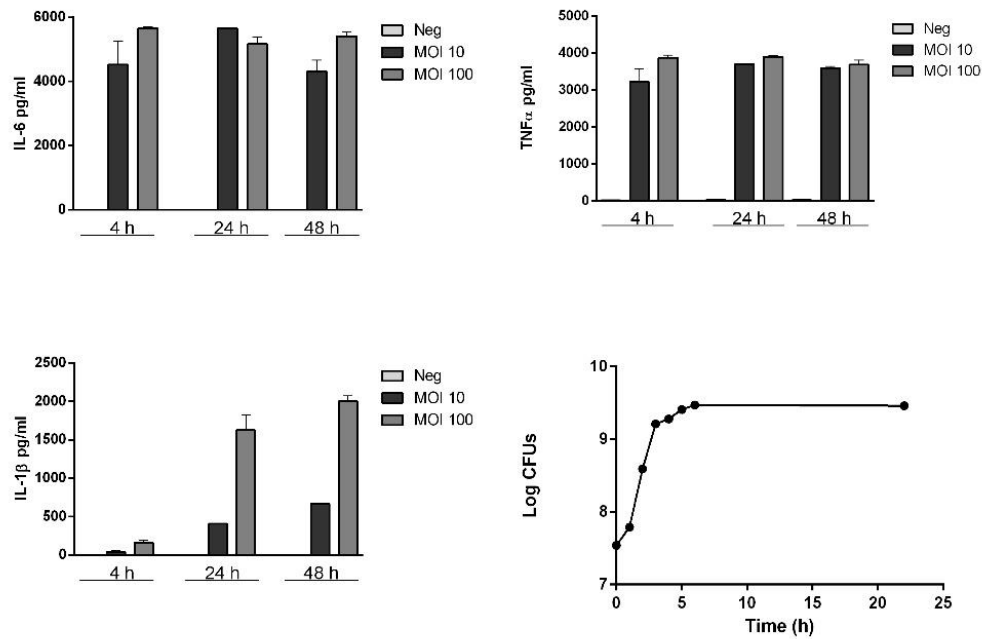 IL-6 pg/ml
6000
4000
2000
0
4 h
24 h
48 h
Neg
MOI 10
MOI 100
TNFα pg/ml
5000
4000
3000
2000
1000
0
4 h
24 h
48 h
Neg
MOI 10
MOI 100
IL-1β pg/ml
2500
2000
1500
1000
500
0
4 h
24 h
48 h
Neg
MOI 10
MOI 100
Log CFUs
10
9
8
7
0
5
10
15
20
25
Time (h)